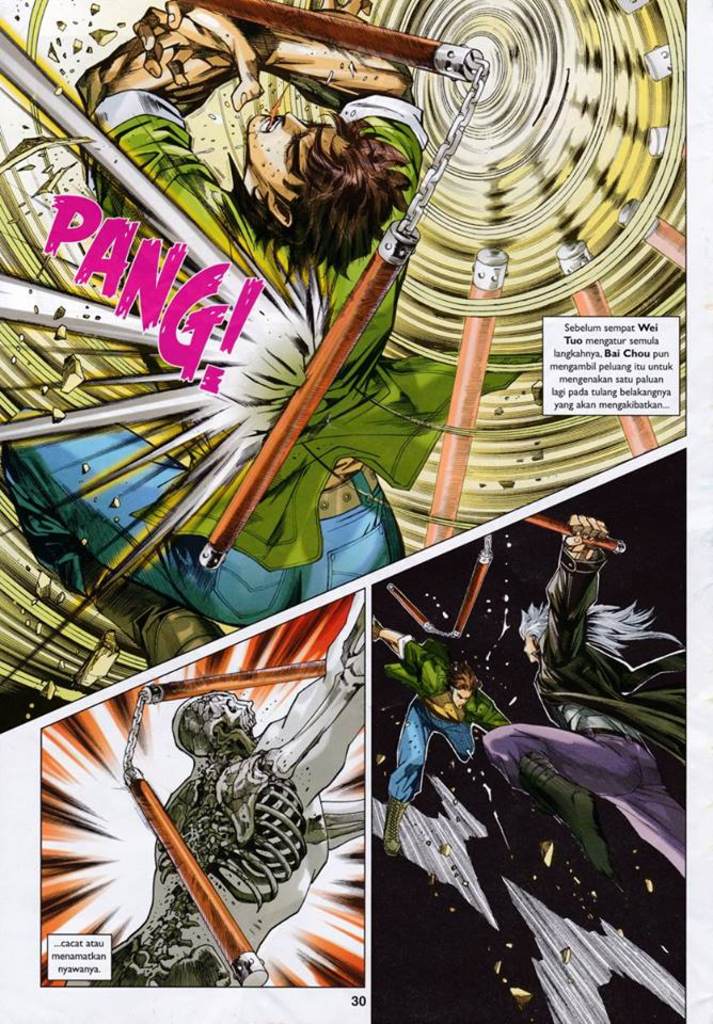 PANG!
Sebelum sempat Wei
Tuo mengatur semula
langkahnya, Bai Chou pun
mengambil peluang itu untuk
mengenakan satu paluan
lagi pada tulang belakangnya
yang akan mengakibatkan...
...cacat atau
menamatkan
nyawanya.
30